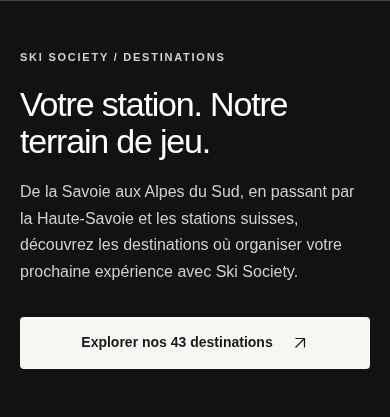 SKI SOCIETY / DESTINATIONS
Votre station. Notre
terrain de jeu.
De la Savoie aux Alpes du Sud, en passant par
la Haute-Savoie et les stations suisses,
découvrez les destinations où organiser votre
prochaine expérience avec Ski Society.
Explorer nos 43 destinations